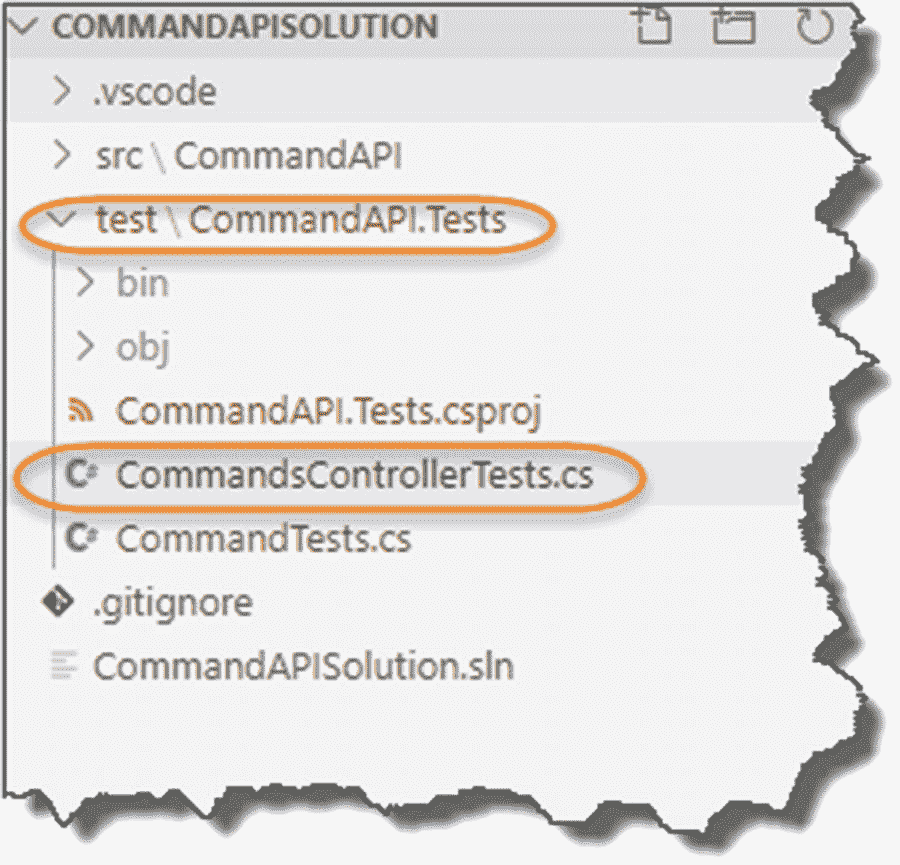 COMMANDAPISOLUTION
.vscode
src \ CommandAPI
test \ CommandAPI.Tests
bin
obj
CommandAPI.Tests.csproj
C# CommandsControllerTests.cs
C# CommandTests.cs
.gitignore
CommandAPISolution.sln